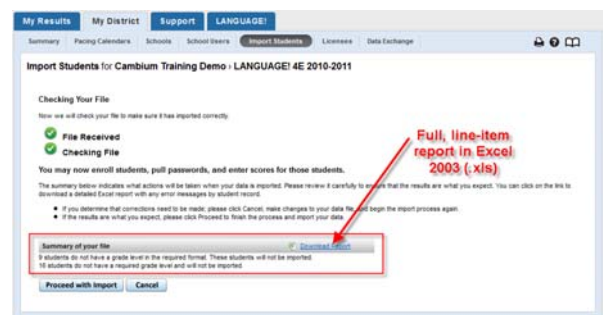 My Results My District Support LANGUAGE!
Summary Pacing Calendars Schools School Users Import Students Licenses Data Exchange
Import Students for Cambium Training Demo › LANGUAGE! 4E 2010-2011
Checking Your File
Now we will check your file to make sure it has imported correctly.
File Received
Checking File
Full, line-item
report in Excel
2003 (.xls)
You may now enroll students, pull passwords, and enter scores for those students.
The summary below indicates what actions will be taken when your data is imported. Please review it carefully to ensure that the results are what you expect. You can click on the link to
download a detailed Excel report with any error messages by student record.
If you determine that corrections need to be made, please click Cancel, make changes to your data file, and begin the import process again.
If the results are what you expect, please click Proceed to finish the process and import your data.
Summary of your file Download Report
9 students do not have a grade level in the required format. These students will not be imported.
16 students do not have a required grade level and will not be imported.
Proceed with Import Cancel